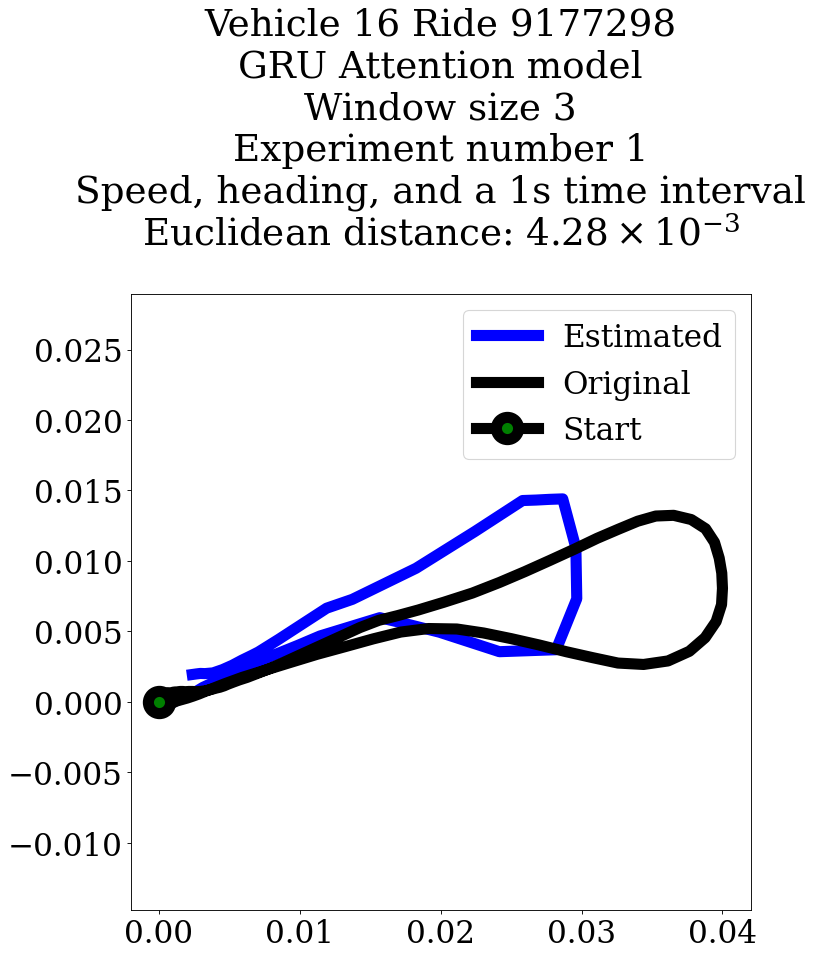 Vehicle 16 Ride 9177298
GRU Attention model
Window size 3
Experiment number 1
Speed, heading, and a 1s time interval
Euclidean distance: 4.28 × 10⁻³
Estimated
Original
Start
0.025
0.020
0.015
0.010
0.005
0.000
−0.005
−0.010
0.00 0.01 0.02 0.03 0.04